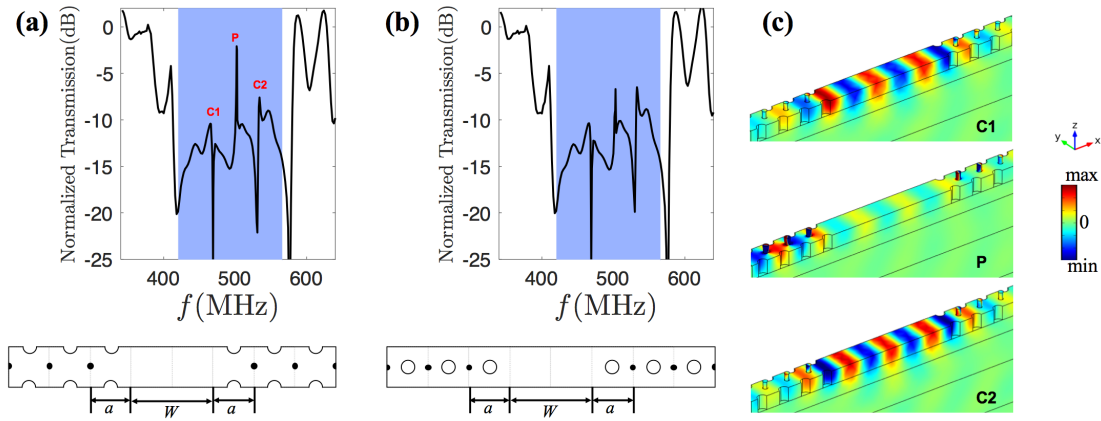 (a)
Normalized Transmission(dB)
0
-5
-10
-15
-20
-25
P
C1
C2
400
500
600
f(MHz)
a
W
a
(b)
Normalized Transmission(dB)
0
-5
-10
-15
-20
-25
400
500
600
f(MHz)
a
W
a
(c)
C1
P
C2
z
y
x
max
0
min